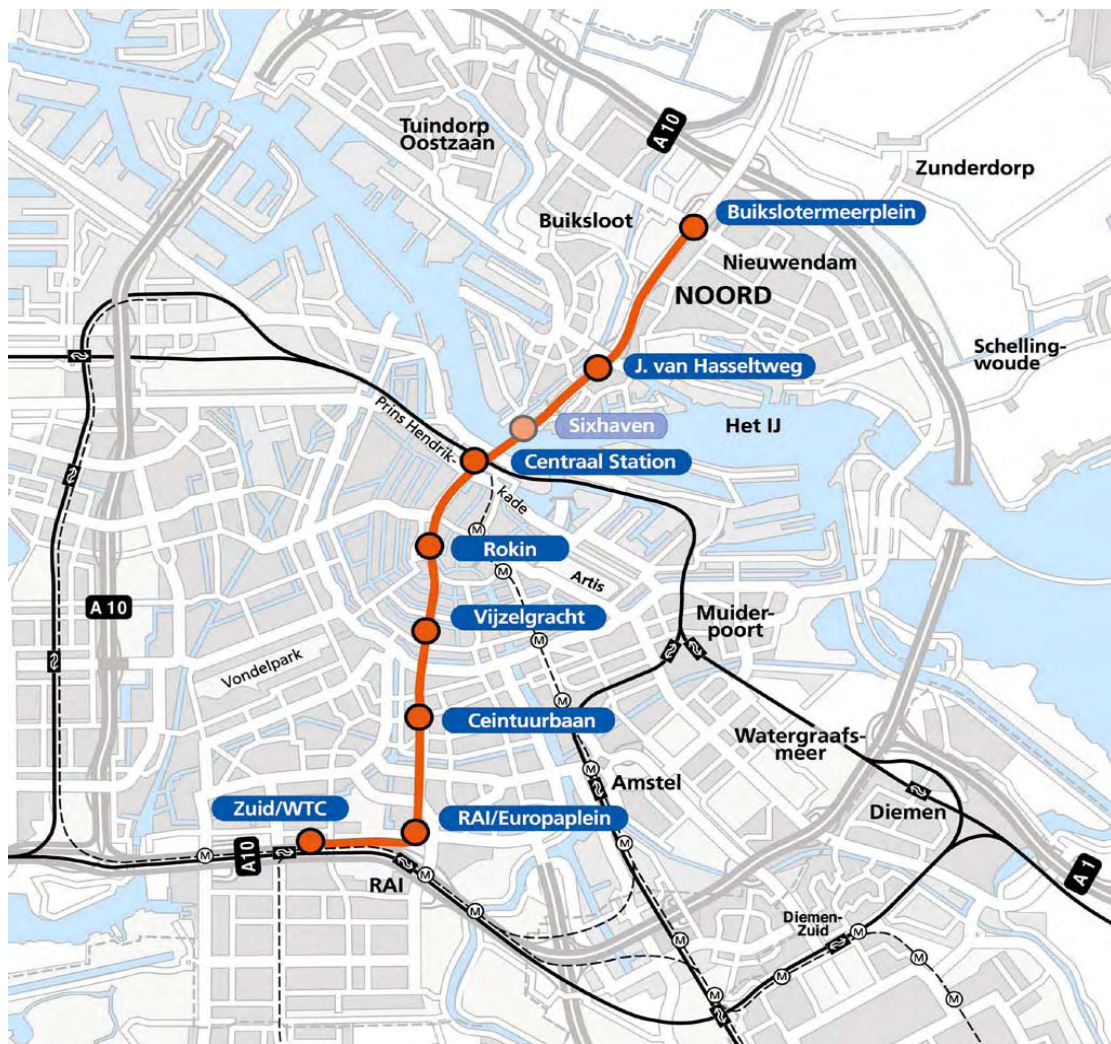 Tuindorp
Oostzaan
A 10
Zunderdorp
Buiksloot
Buikslotermeerplein
Nieuwendam
NOORD
Schelling-
woude
J. van Hasseltweg
Prins Hendrik-
kade
Sixhaven
Het IJ
Centraal Station
M
Rokin
M
Artis
A 10
Vijzelgracht
M
Muider-
poort
Vondelpark
M
Ceintuurbaan
Watergraafs-
meer
M
Amstel
Diemen
Zuid/WTC
RAI/Europaplein
M
A10
M
RAI
M
A 1
M
Diemen-
Zuid
M
M
M
M
M
M
M